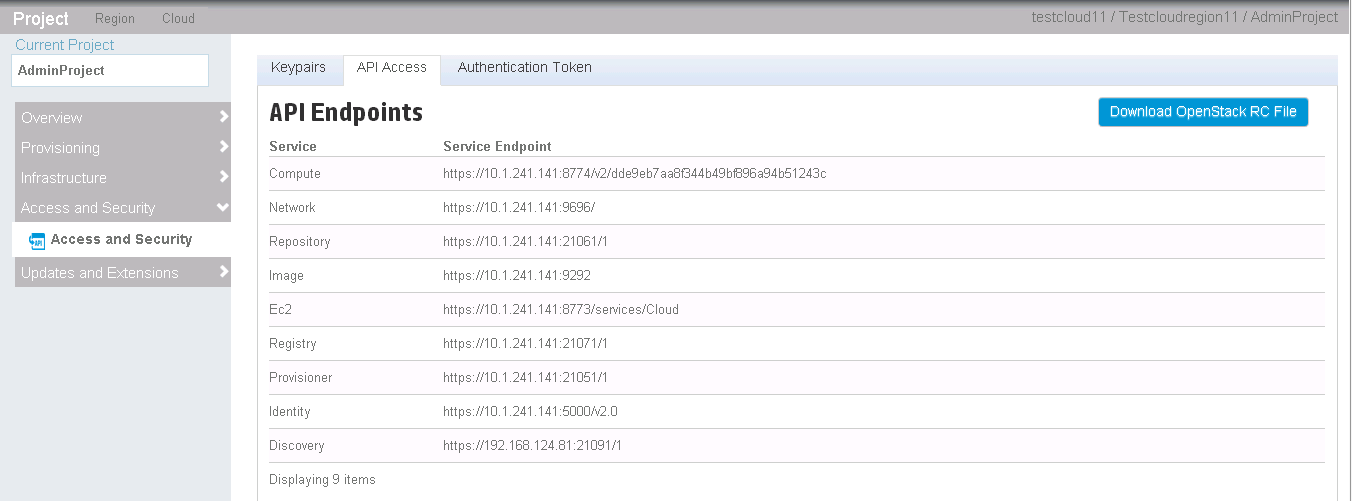 Project Region Cloud testcloud11 / Testcloudregion11 / AdminProject
Current Project
AdminProject
Overview
Provisioning
Infrastructure
Access and Security
API Access and Security
Updates and Extensions
Keypairs API Access Authentication Token
API Endpoints Download OpenStack RC File
Service Service Endpoint
Compute https://10.1.241.141:8774/v2/dde9eb7aa8f344b49bf896a94b51243c
Network https://10.1.241.141:9696/
Repository https://10.1.241.141:21061/1
Image https://10.1.241.141:9292
Ec2 https://10.1.241.141:8773/services/Cloud
Registry https://10.1.241.141:21071/1
Provisioner https://10.1.241.141:21051/1
Identity https://10.1.241.141:5000/v2.0
Discovery https://192.168.124.81:21091/1
Displaying 9 items